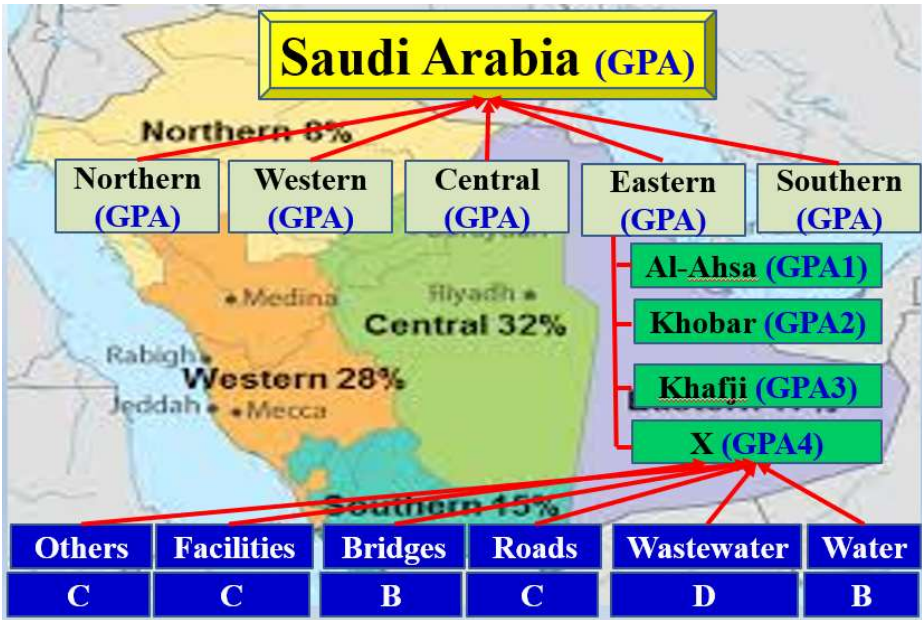 Saudi Arabia (GPA)
Northern 8%
Northern
(GPA)
Western
(GPA)
Central
(GPA)
Eastern
(GPA)
Southern
(GPA)
Al-Ahsa (GPA1)
Medina
Riyadh
Khobar (GPA2)
Central 32%
Rabigh
Western 28%
Khafji (GPA3)
Jeddah
Mecca
X (GPA4)
Southern 15%
Others
Facilities
Bridges
Roads
Wastewater
Water
C
C
B
C
D
B